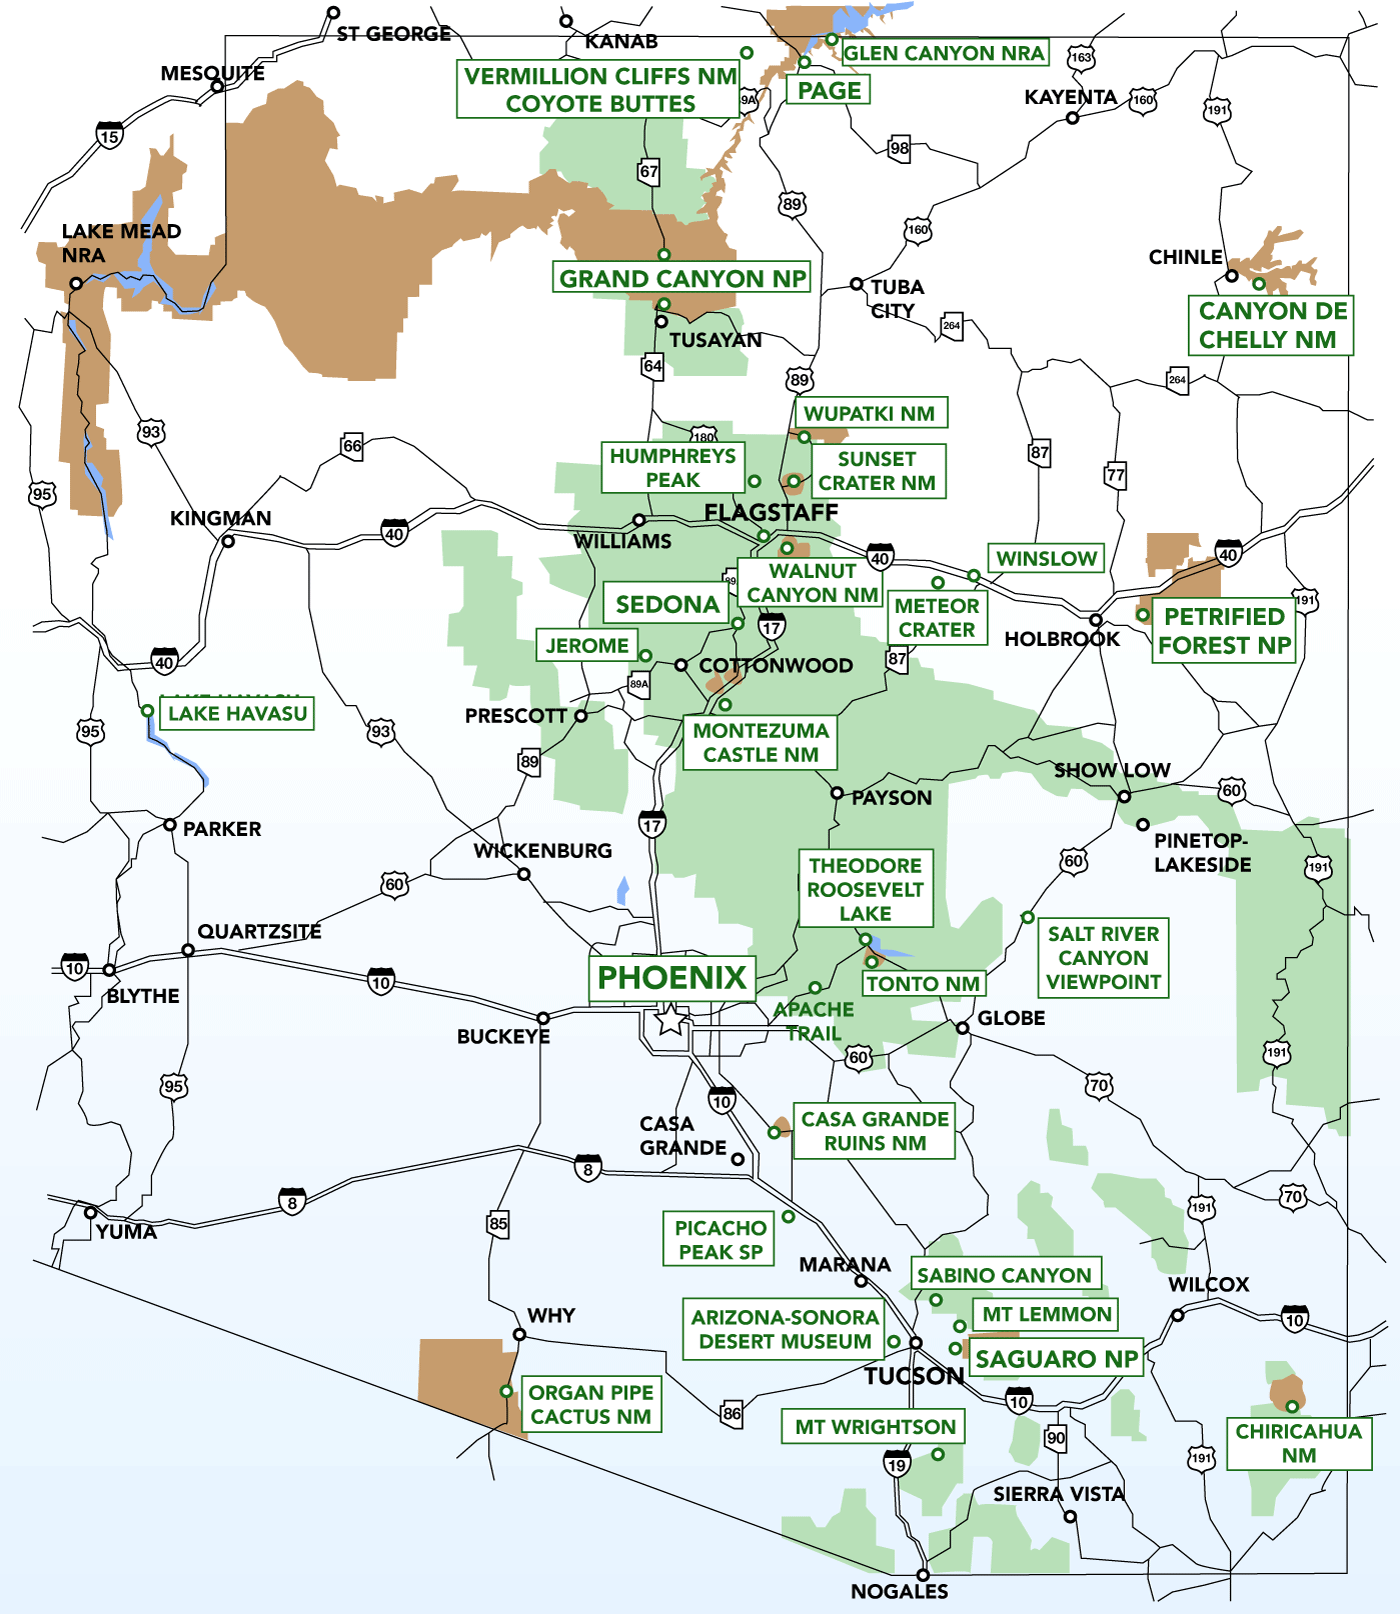 ST GEORGE
KANAB
GLEN CANYON NRA
163
MESQUITE
VERMILLION CLIFFS NM
COYOTE BUTTES
9A
PAGE
KAYENTA
160
191
15
98
67
89
160
LAKE MEAD
NRA
CHINLE
GRAND CANYON NP
TUBA
CITY
CANYON DE
CHELLY NM
264
TUSAYAN
64
89
264
WUPATKI NM
93
66
180
HUMPHREYS
PEAK
SUNSET
CRATER NM
87
77
95
KINGMAN
40
FLAGSTAFF
WILLIAMS
40
WINSLOW
40
WALNUT
CANYON NM
89
SEDONA
METEOR
CRATER
191
PETRIFIED
FOREST NP
17
HOLBROOK
JEROME
40
COTTONWOOD
87
89A
LAKE HAVASU
PRESCOTT
95
93
MONTEZUMA
CASTLE NM
89
SHOW LOW
60
PAYSON
PARKER
17
PINETOP-
LAKESIDE
WICKENBURG
60
THEODORE
ROOSEVELT
LAKE
191
60
QUARTZSITE
SALT RIVER
CANYON
VIEWPOINT
10
BLYTHE
10
PHOENIX
TONTO NM
APACHE
TRAIL
BUCKEYE
GLOBE
60
191
95
70
10
CASA
GRANDE
CASA GRANDE
RUINS NM
8
8
70
191
YUMA
85
PICACHO
PEAK SP
MARANA
SABINO CANYON
WILCOX
WHY
ARIZONA-SONORA
DESERT MUSEUM
MT LEMMON
10
SAGUARO NP
TUCSON
ORGAN PIPE
CACTUS NM
86
10
MT WRIGHTSON
90
CHIRICAHUA
NM
19
191
SIERRA VISTA
NOGALES